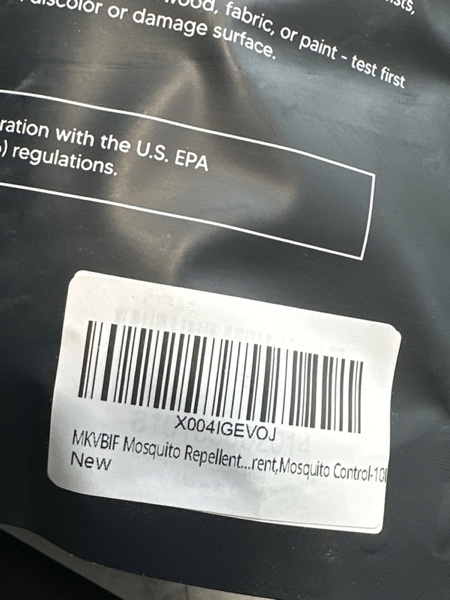 wood, fabric, or paint - test first
discolor or damage surface.
ration with the U.S. EPA
) regulations.
X004IGEVOJ
MKVBIF Mosquito Repellent...rent,Mosquito Control-10
New